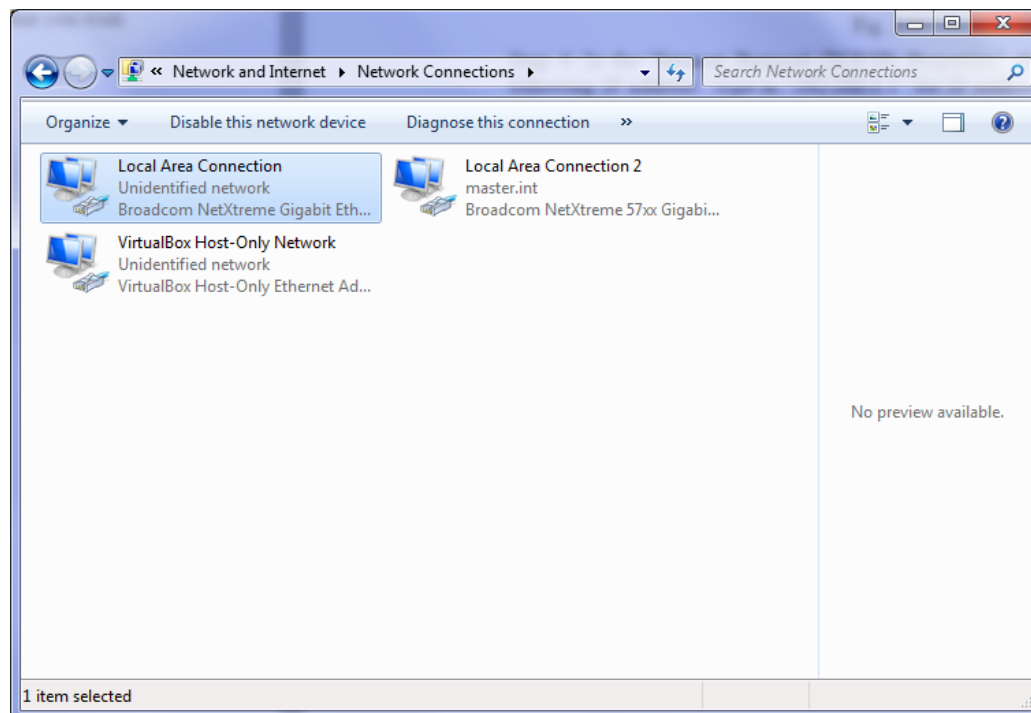 « Network and Internet ▸ Network Connections ▸
Search Network Connections
Organize Disable this network device Diagnose this connection »
Local Area Connection
Unidentified network
Broadcom NetXtreme Gigabit Eth...
Local Area Connection 2
master.int
Broadcom NetXtreme 57xx Gigabi...
VirtualBox Host-Only Network
Unidentified network
VirtualBox Host-Only Ethernet Ad...
No preview available.
1 item selected